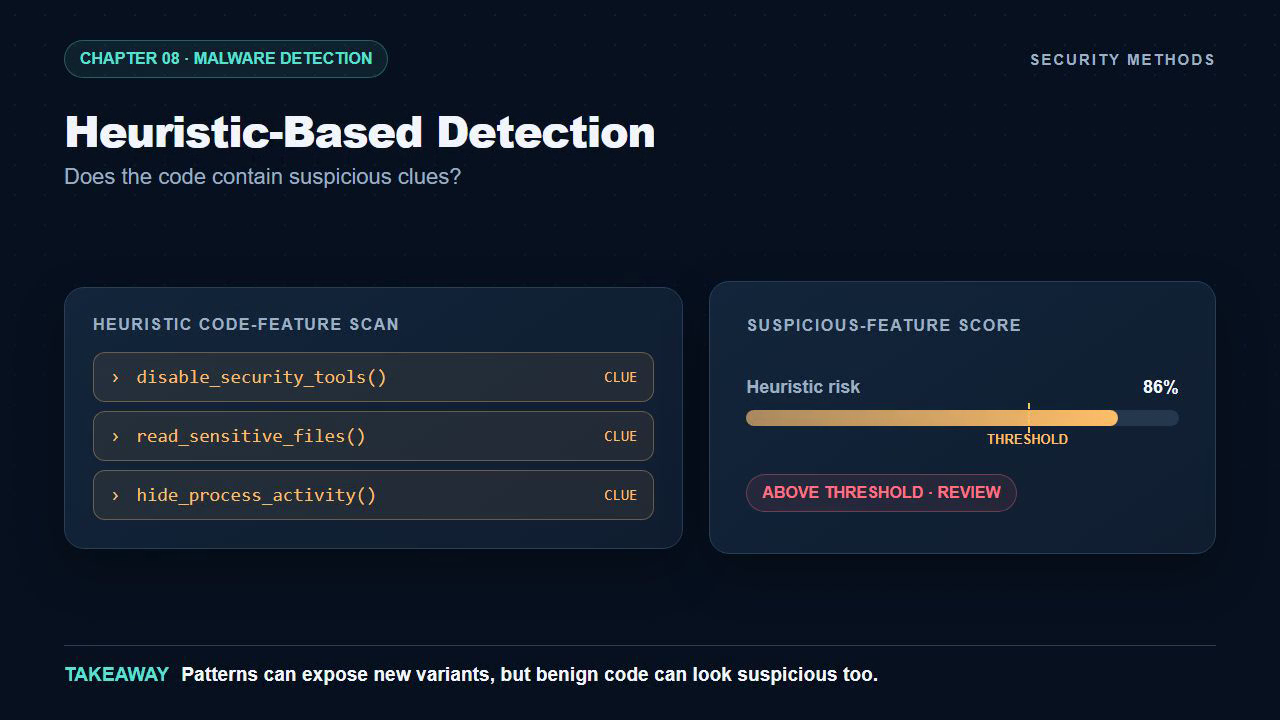 CHAPTER 08 · MALWARE DETECTION
SECURITY METHODS
Heuristic-Based Detection
Does the code contain suspicious clues?
HEURISTIC CODE-FEATURE SCAN
› disable_security_tools() CLUE
› read_sensitive_files() CLUE
› hide_process_activity() CLUE
SUSPICIOUS-FEATURE SCORE
Heuristic risk 86%
THRESHOLD
ABOVE THRESHOLD · REVIEW
TAKEAWAY Patterns can expose new variants, but benign code can look suspicious too.